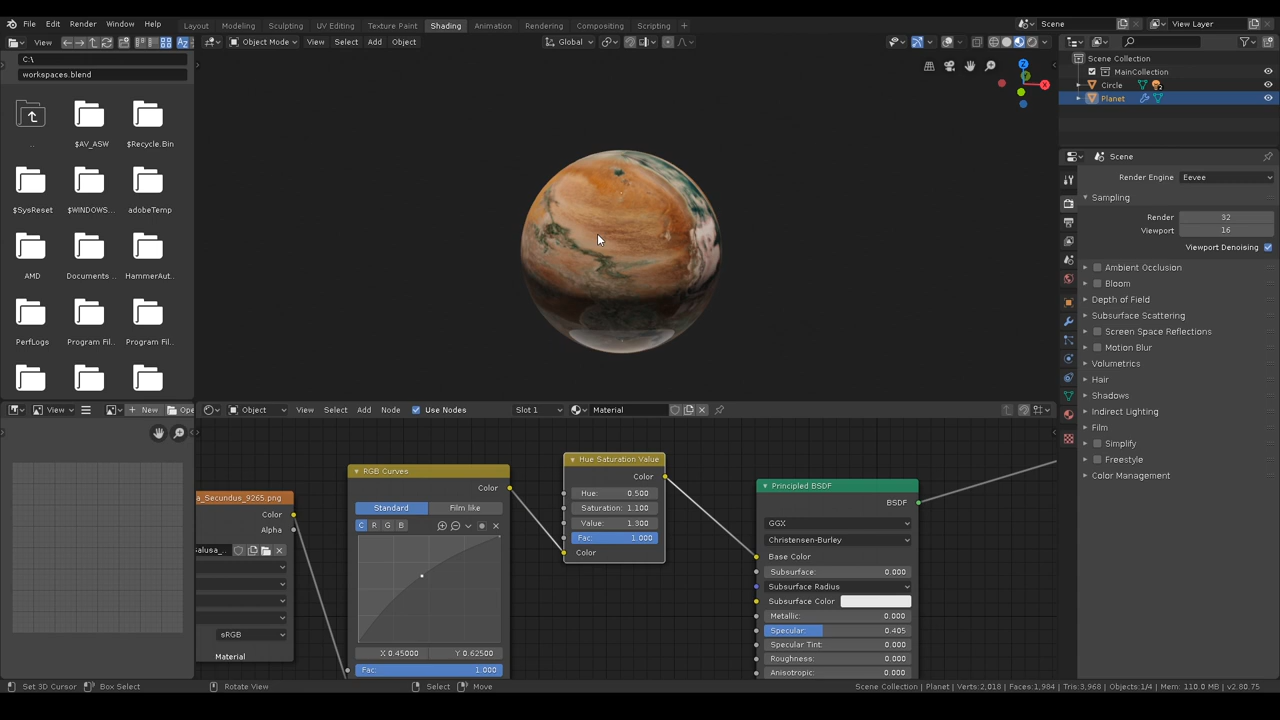 File Edit Render Window Help
Layout Modeling Sculpting UV Editing Texture Paint Shading Animation Rendering Compositing Scripting +
Scene
View Layer
View
Object Mode View Select Add Object
Global
C:\
workspaces.blend
..
$AV_ASW
$Recycle.Bin
$SysReset
$WINDOWS...
adobeTemp
AMD
Documents ..
HammerAut..
PerfLogs
Program Fil..
Program Fil..
X
Z
Scene Collection
MainCollection
Circle
Planet
Scene
Render Engine Eevee
Sampling
Render 32
Viewport 16
Viewport Denoising
Ambient Occlusion
Bloom
Depth of Field
Subsurface Scattering
Screen Space Reflections
Motion Blur
Volumetrics
Hair
Shadows
Indirect Lighting
Film
Simplify
Freestyle
Color Management
View New Ope
Object View Select Add Node Use Nodes Slot 1 Material
a_Secundus_9265.png
Color
Alpha
alusa_..
sRGB
Material
RGB Curves
Color
Standard Film like
C R G B
X 0.45000 Y 0.62500
Fac: 1.000
Hue Saturation Value
Color
Hue: 0.500
Saturation: 1.100
Value: 1.300
Fac: 1.000
Color
Principled BSDF
BSDF
GGX
Christensen-Burley
Base Color
Subsurface: 0.000
Subsurface Radius
Subsurface Color
Metallic: 0.000
Specular: 0.405
Specular Tint: 0.000
Roughness: 0.000
Anisotropic: 0.000
Set 3D Cursor Box Select Rotate View Select Move
Scene Collection | Planet | Verts:2,018 | Faces:1,984 | Tris:3,968 | Objects:1/4 | Mem: 110.0 MB | v2.80.75